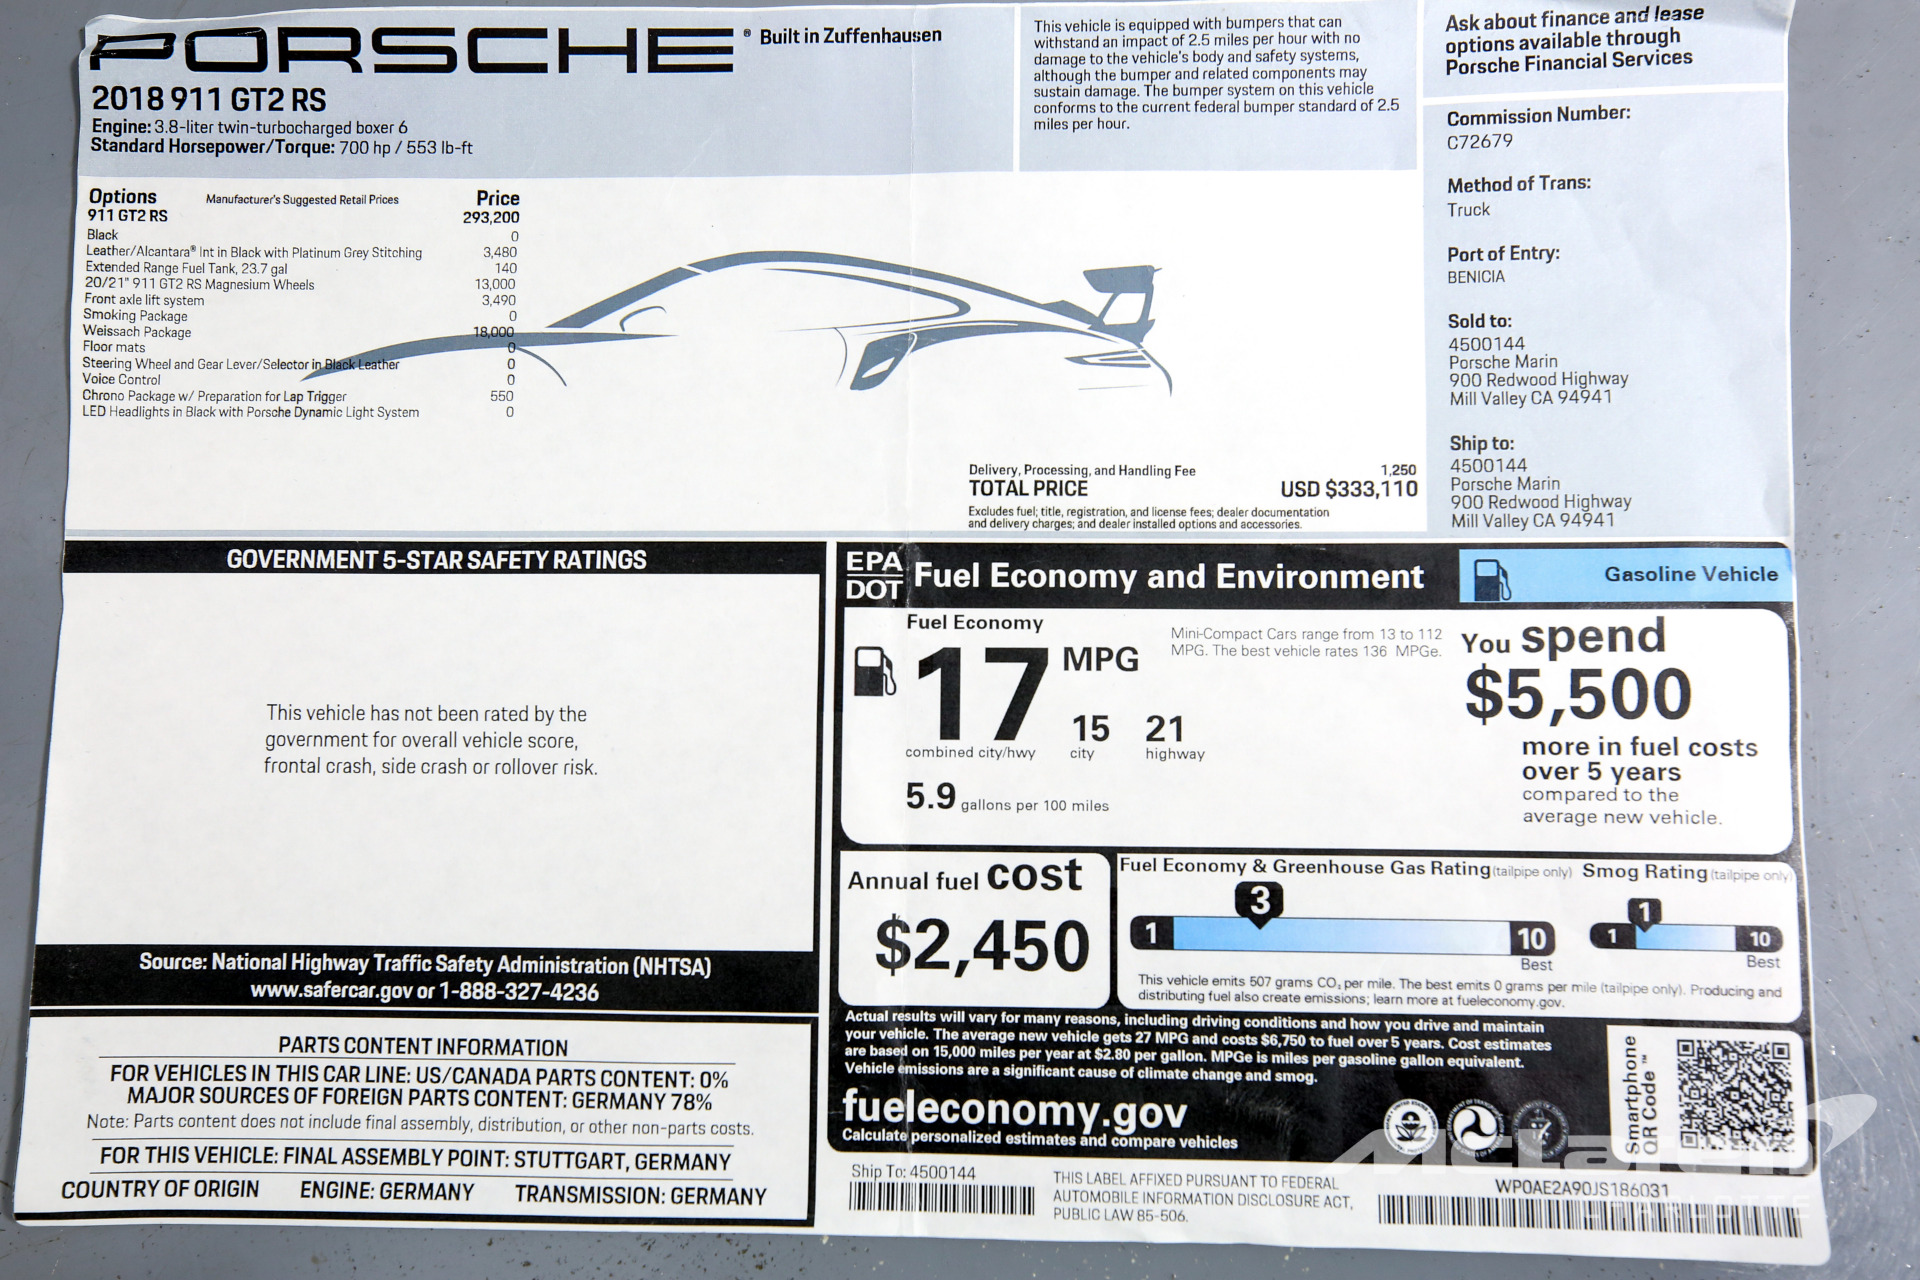 PORSCHE® Built in Zuffenhausen
2018 911 GT2 RS
Engine: 3.8-liter twin-turbocharged boxer 6
Standard Horsepower/Torque: 700 hp / 553 lb-ft
This vehicle is equipped with bumpers that can
withstand an impact of 2.5 miles per hour with no
damage to the vehicle's body and safety systems,
although the bumper and related components may
sustain damage. The bumper system on this vehicle
conforms to the current federal bumper standard of 2.5
miles per hour.
Ask about finance and lease
options available through
Porsche Financial Services
Commission Number:
C72679
Method of Trans:
Truck
Port of Entry:
BENICIA
Sold to:
4500144
Porsche Marin
900 Redwood Highway
Mill Valley CA 94941
Ship to:
4500144
Porsche Marin
900 Redwood Highway
Mill Valley CA 94941
Options Manufacturer's Suggested Retail Prices Price
911 GT2 RS 293,200
Black 0
Leather/Alcantara® Int in Black with Platinum Grey Stitching 3,480
Extended Range Fuel Tank, 23.7 gal 140
20/21" 911 GT2 RS Magnesium Wheels 13,000
Front axle lift system 3,490
Smoking Package 0
Weissach Package 18,000
Floor mats 0
Steering Wheel and Gear Lever/Selector in Black Leather 0
Voice Control 0
Chrono Package w/ Preparation for Lap Trigger 550
LED Headlights in Black with Porsche Dynamic Light System 0
Delivery, Processing, and Handling Fee 1,250
TOTAL PRICE USD $333,110
Excludes fuel; title, registration, and license fees; dealer documentation
and delivery charges; and dealer installed options and accessories.
GOVERNMENT 5-STAR SAFETY RATINGS
This vehicle has not been rated by the
government for overall vehicle score,
frontal crash, side crash or rollover risk.
Source: National Highway Traffic Safety Administration (NHTSA)
www.safercar.gov or 1-888-327-4236
PARTS CONTENT INFORMATION
FOR VEHICLES IN THIS CAR LINE: US/CANADA PARTS CONTENT: 0%
MAJOR SOURCES OF FOREIGN PARTS CONTENT: GERMANY 78%
Note: Parts content does not include final assembly, distribution, or other non-parts costs.
FOR THIS VEHICLE: FINAL ASSEMBLY POINT: STUTTGART, GERMANY
COUNTRY OF ORIGIN ENGINE: GERMANY TRANSMISSION: GERMANY
EPA
DOT
Fuel Economy and Environment
Gasoline Vehicle
Fuel Economy
17 MPG
15 21
combined city/hwy city highway
5.9 gallons per 100 miles
Mini-Compact Cars range from 13 to 112
MPG. The best vehicle rates 136 MPGe.
You spend
$5,500
more in fuel costs
over 5 years
compared to the
average new vehicle.
Annual fuel cost
$2,450
Fuel Economy & Greenhouse Gas Rating (tailpipe only)
3
1 10
Best
Smog Rating (tailpipe only)
1
1 10
Best
This vehicle emits 507 grams CO₂ per mile. The best emits 0 grams per mile (tailpipe only). Producing and
distributing fuel also create emissions; learn more at fueleconomy.gov.
Actual results will vary for many reasons, including driving conditions and how you drive and maintain
your vehicle. The average new vehicle gets 27 MPG and costs $6,750 to fuel over 5 years. Cost estimates
are based on 15,000 miles per year at $2.80 per gallon. MPGe is miles per gasoline gallon equivalent.
Vehicle emissions are a significant cause of climate change and smog.
fueleconomy.gov
Calculate personalized estimates and compare vehicles
Smartphone
QR Code™
Ship To: 4500144
THIS LABEL AFFIXED PURSUANT TO FEDERAL
AUTOMOBILE INFORMATION DISCLOSURE ACT,
PUBLIC LAW 85-506.
WP0AE2A90JS186031
McLaren
CHARLOTTE